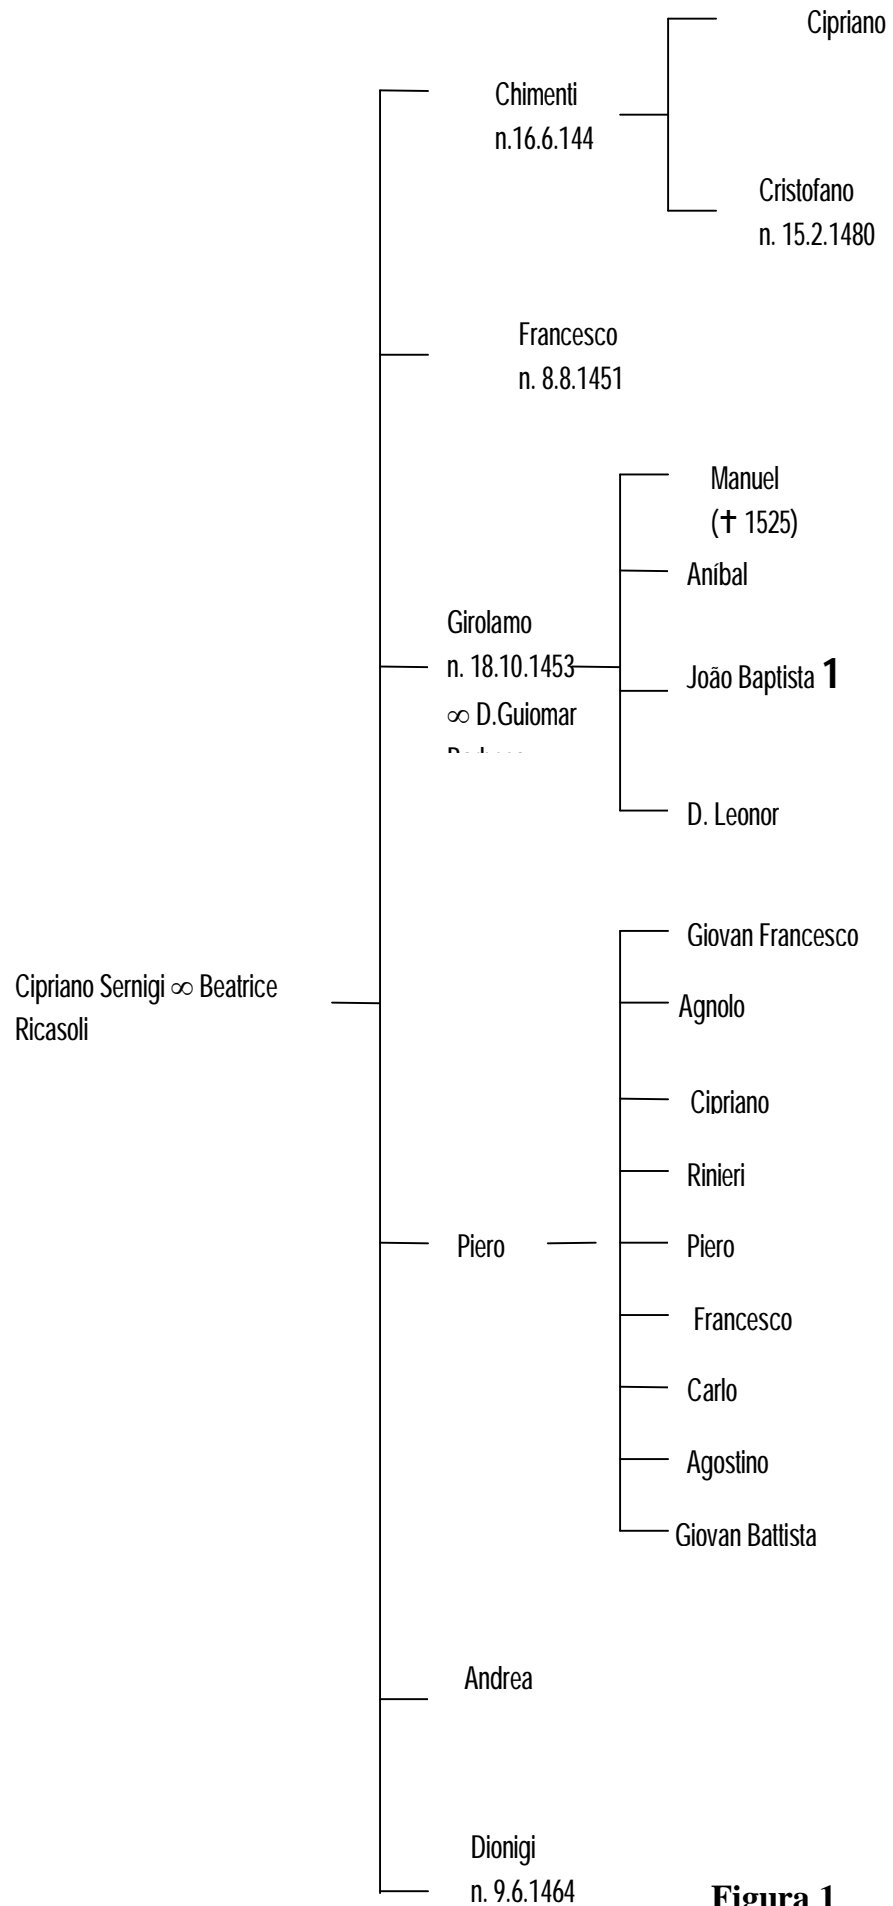 Cipriano
Chimenti
n.16.6.144
Cristofano
n. 15.2.1480
Francesco
n. 8.8.1451
Manuel
(† 1525)
Aníbal
Girolamo
n. 18.10.1453
∞ D.Guiomar
João Baptista 1
D. Leonor
Giovan Francesco
Cipriano Sernigi ∞ Beatrice
Ricasoli
Agnolo
Cipriano
Rinieri
Piero
Piero
Francesco
Carlo
Agostino
Giovan Battista
Andrea
Dionigi
n. 9.6.1464
Figura 1